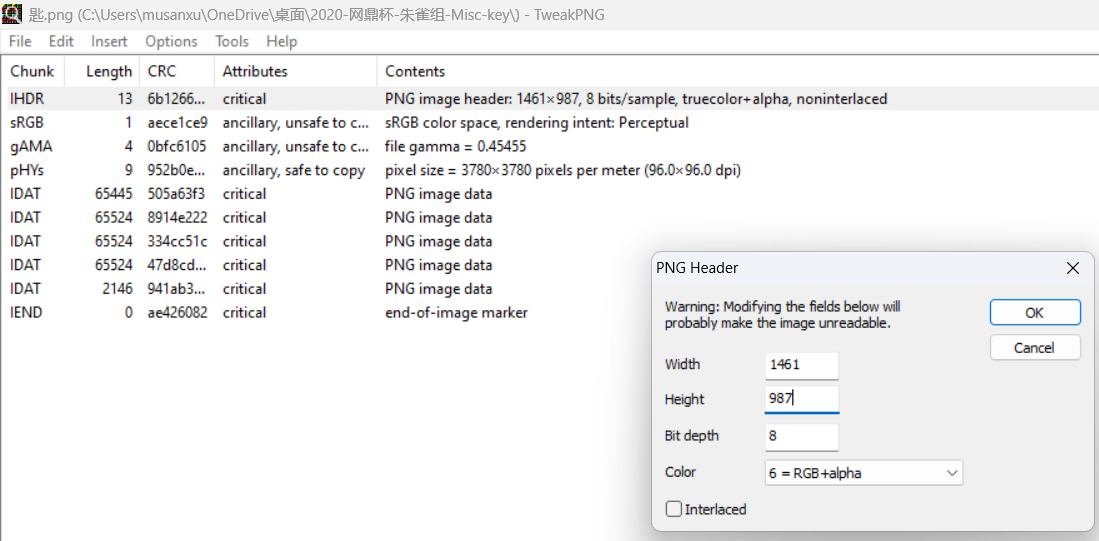 匙.png (C:\Users\musanxu\OneDrive\桌面\2020-网鼎杯-朱雀组-Misc-key\) - TweakPNG
File Edit Insert Options Tools Help
Chunk Length CRC Attributes Contents
IHDR 13 6b1266... critical PNG image header: 1461×987, 8 bits/sample, truecolor+alpha, noninterlaced
sRGB 1 aece1ce9 ancillary, unsafe to c... sRGB color space, rendering intent: Perceptual
gAMA 4 0bfc6105 ancillary, unsafe to c... file gamma = 0.45455
pHYs 9 952b0e... ancillary, safe to copy pixel size = 3780×3780 pixels per meter (96.0×96.0 dpi)
IDAT 65445 505a63f3 critical PNG image data
IDAT 65524 8914e222 critical PNG image data
IDAT 65524 334cc51c critical PNG image data
IDAT 65524 47d8cd... critical PNG image data
IDAT 2146 941ab3... critical PNG image data
IEND 0 ae426082 critical end-of-image marker
PNG Header
Warning: Modifying the fields below will
probably make the image unreadable.
OK
Cancel
Width 1461
Height 987
Bit depth 8
Color 6 = RGB+alpha
Interlaced